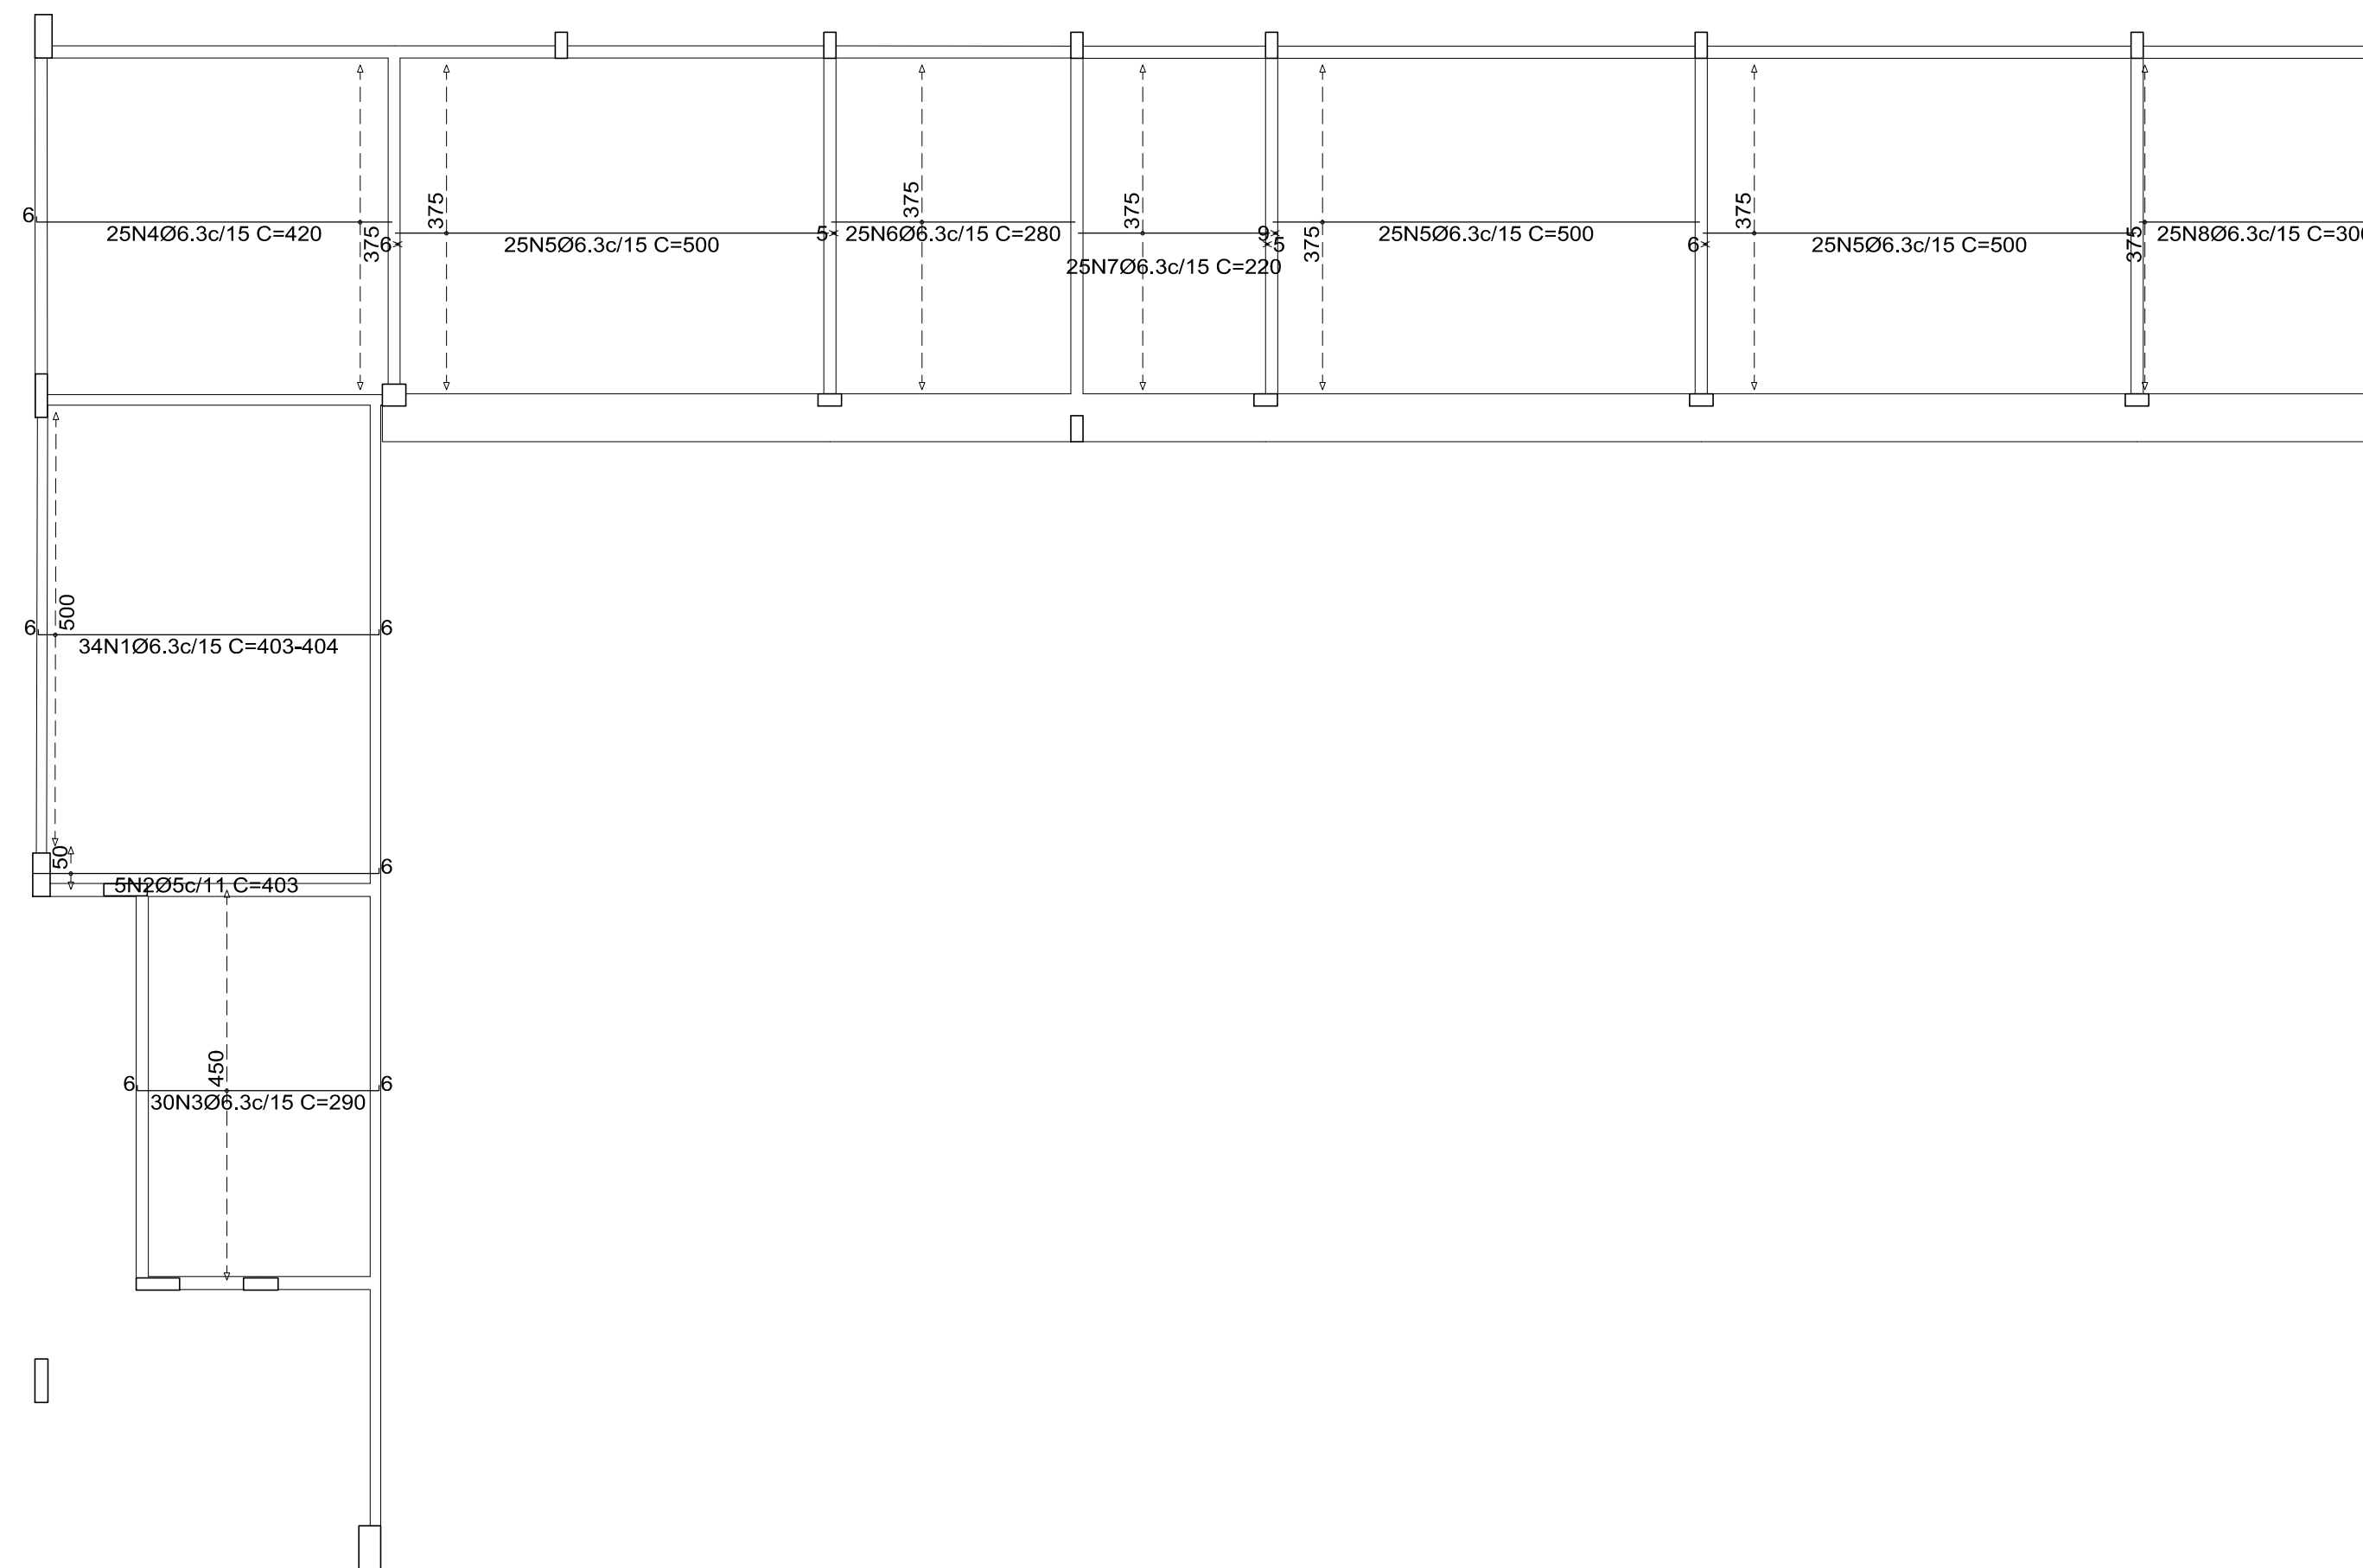 6
25N4Ø6.3c/15 C=420
375
6
375
25N5Ø6.3c/15 C=500
5
375
25N6Ø6.3c/15 C=280
375
25N7Ø6.3c/15 C=220
9
5
375
25N5Ø6.3c/15 C=500
6
375
25N5Ø6.3c/15 C=500
375
25N8Ø6.3c/15 C=300
6
500
34N1Ø6.3c/15 C=403-404
6
50
5N2Ø5c/11 C=403
6
6
450
30N3Ø6.3c/15 C=290
6